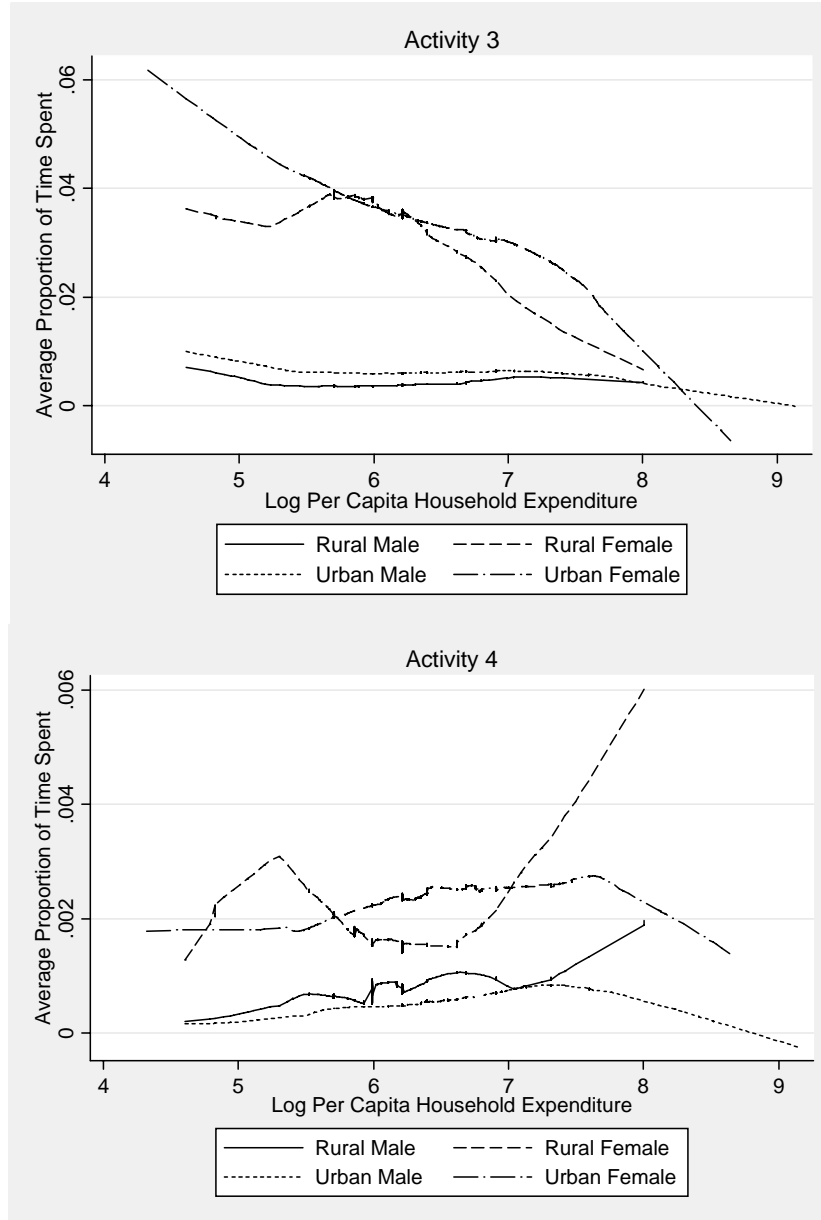 Activity 3
Average Proportion of Time Spent
.06
.04
.02
0
4 5 6 7 8 9
Log Per Capita Household Expenditure
Rural Male Rural Female
Urban Male Urban Female
Activity 4
Average Proportion of Time Spent
.006
.004
.002
0
4 5 6 7 8 9
Log Per Capita Household Expenditure
Rural Male Rural Female
Urban Male Urban Female